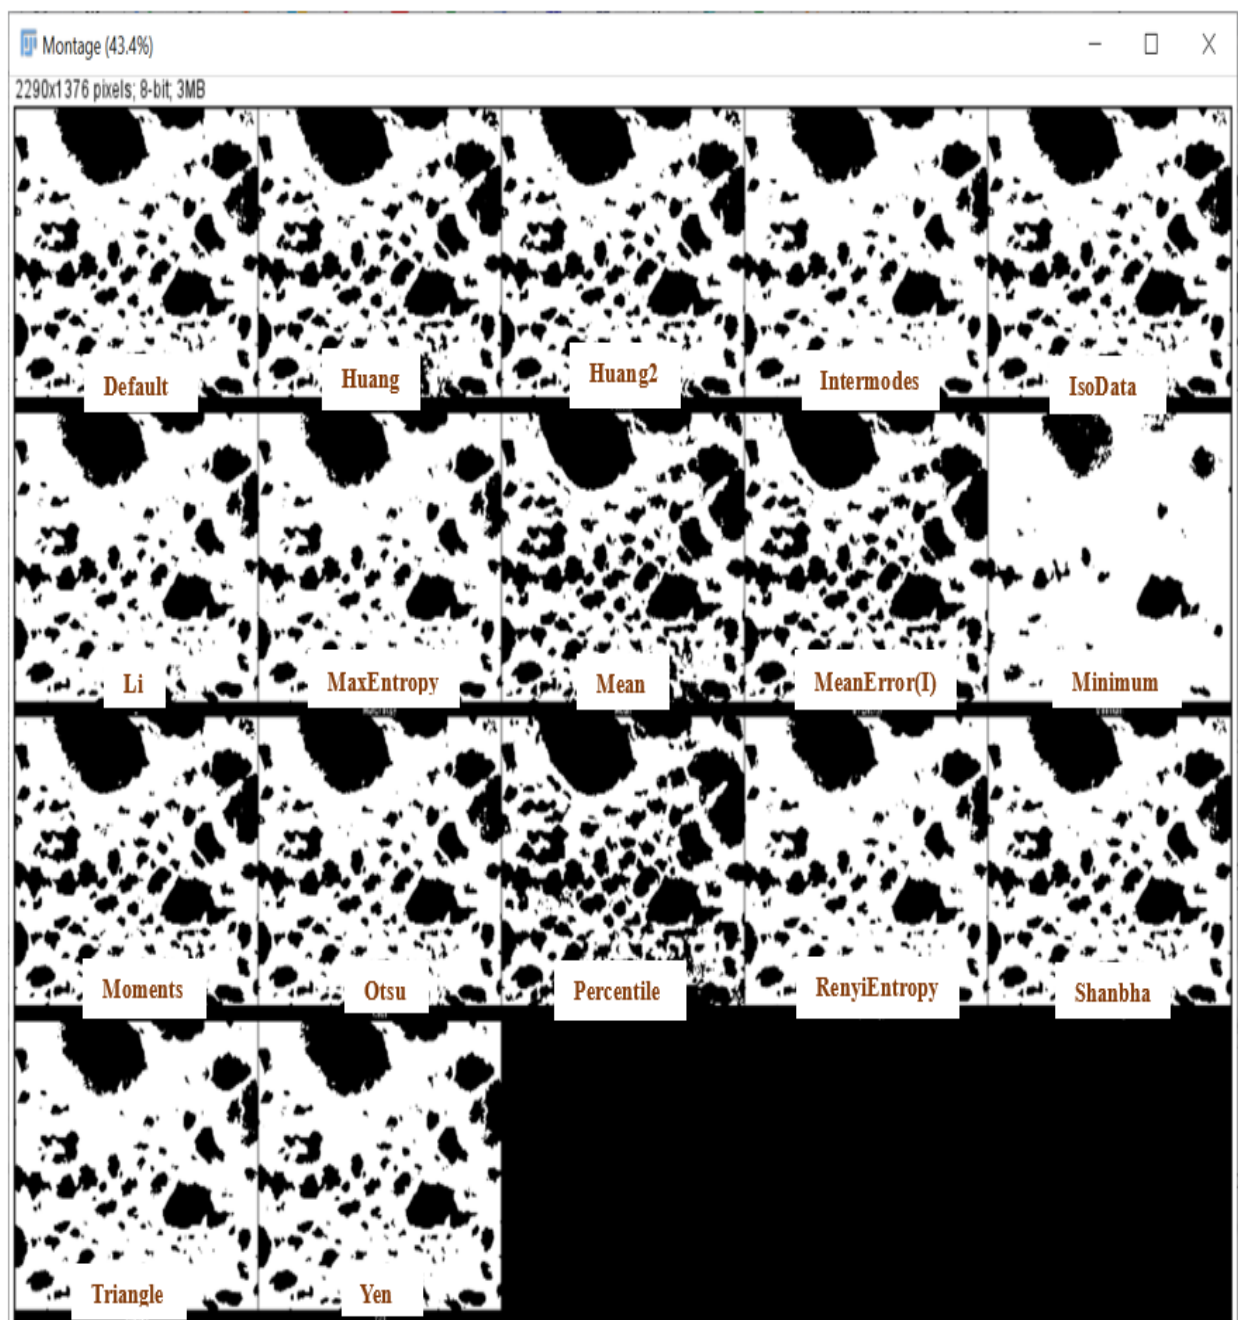 Montage (43.4%)
2290x1376 pixels; 8-bit; 3MB
Default
Huang
Huang2
Intermodes
IsoData
Li
MaxEntropy
Mean
MeanError(I)
Minimum
Moments
Otsu
Percentile
RenyiEntropy
Shanbha
Triangle
Yen